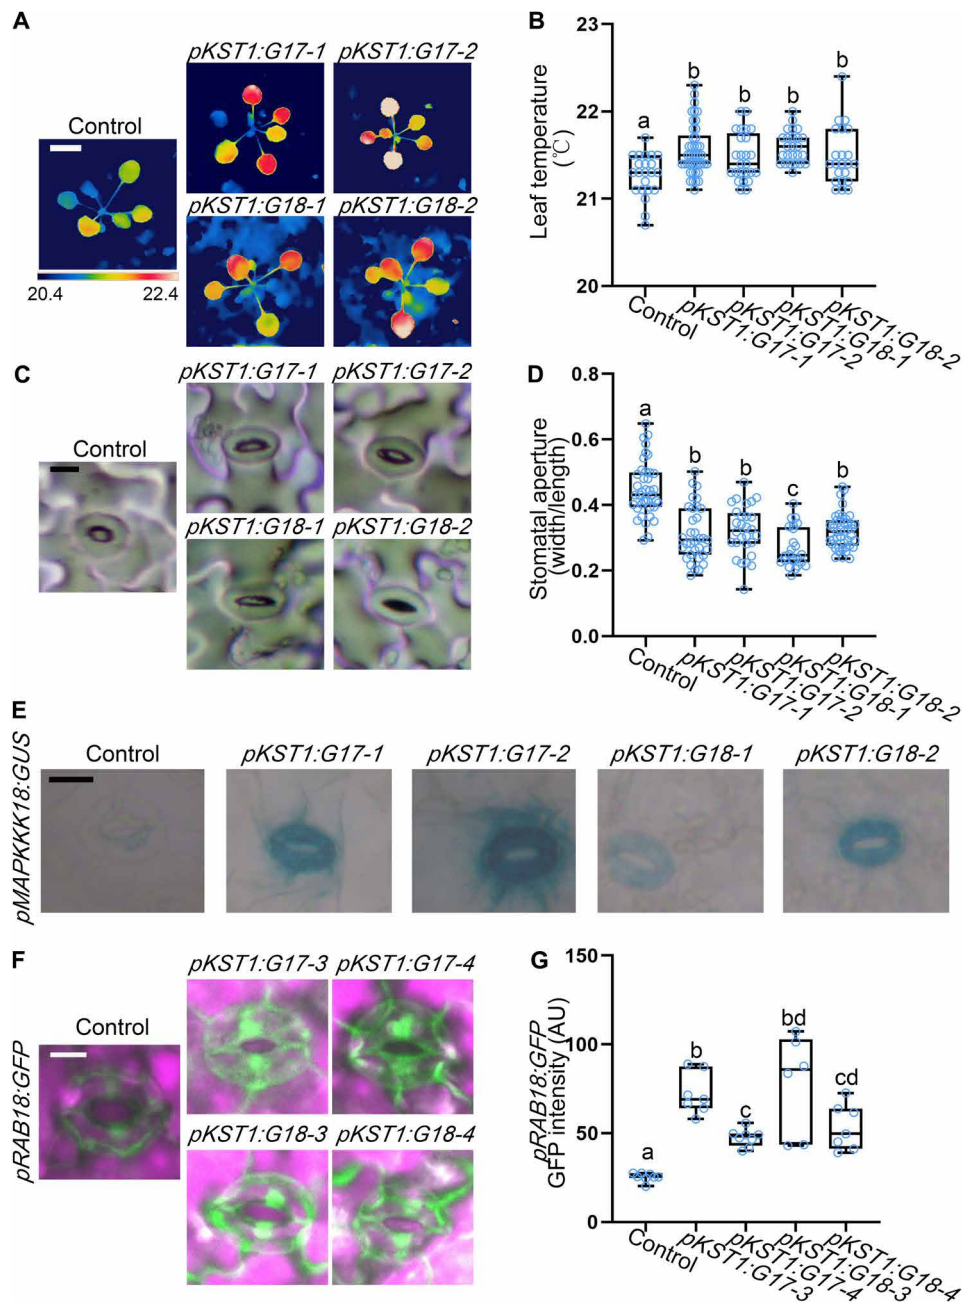 A
pKST1:G17-1
pKST1:G17-2
Control
pKST1:G18-1
pKST1:G18-2
20.4
22.4
B
Leaf temperature
(℃)
23
22
21
20
a
b
b
b
b
Control
pKST1:G17-1
pKST1:G17-2
pKST1:G18-1
pKST1:G18-2
C
pKST1:G17-1
pKST1:G17-2
Control
pKST1:G18-1
pKST1:G18-2
D
Stomatal aperture
(width/length)
0.8
0.6
0.4
0.2
0.0
a
b
b
c
b
Control
pKST1:G17-1
pKST1:G17-2
pKST1:G18-1
pKST1:G18-2
E
pMAPKKK18:GUS
Control
pKST1:G17-1
pKST1:G17-2
pKST1:G18-1
pKST1:G18-2
F
pRAB18:GFP
pKST1:G17-3
pKST1:G17-4
Control
pKST1:G18-3
pKST1:G18-4
G
pRAB18:GFP
GFP intensity (AU)
150
100
50
0
a
b
c
bd
cd
Control
pKST1:G17-3
pKST1:G17-4
pKST1:G18-3
pKST1:G18-4